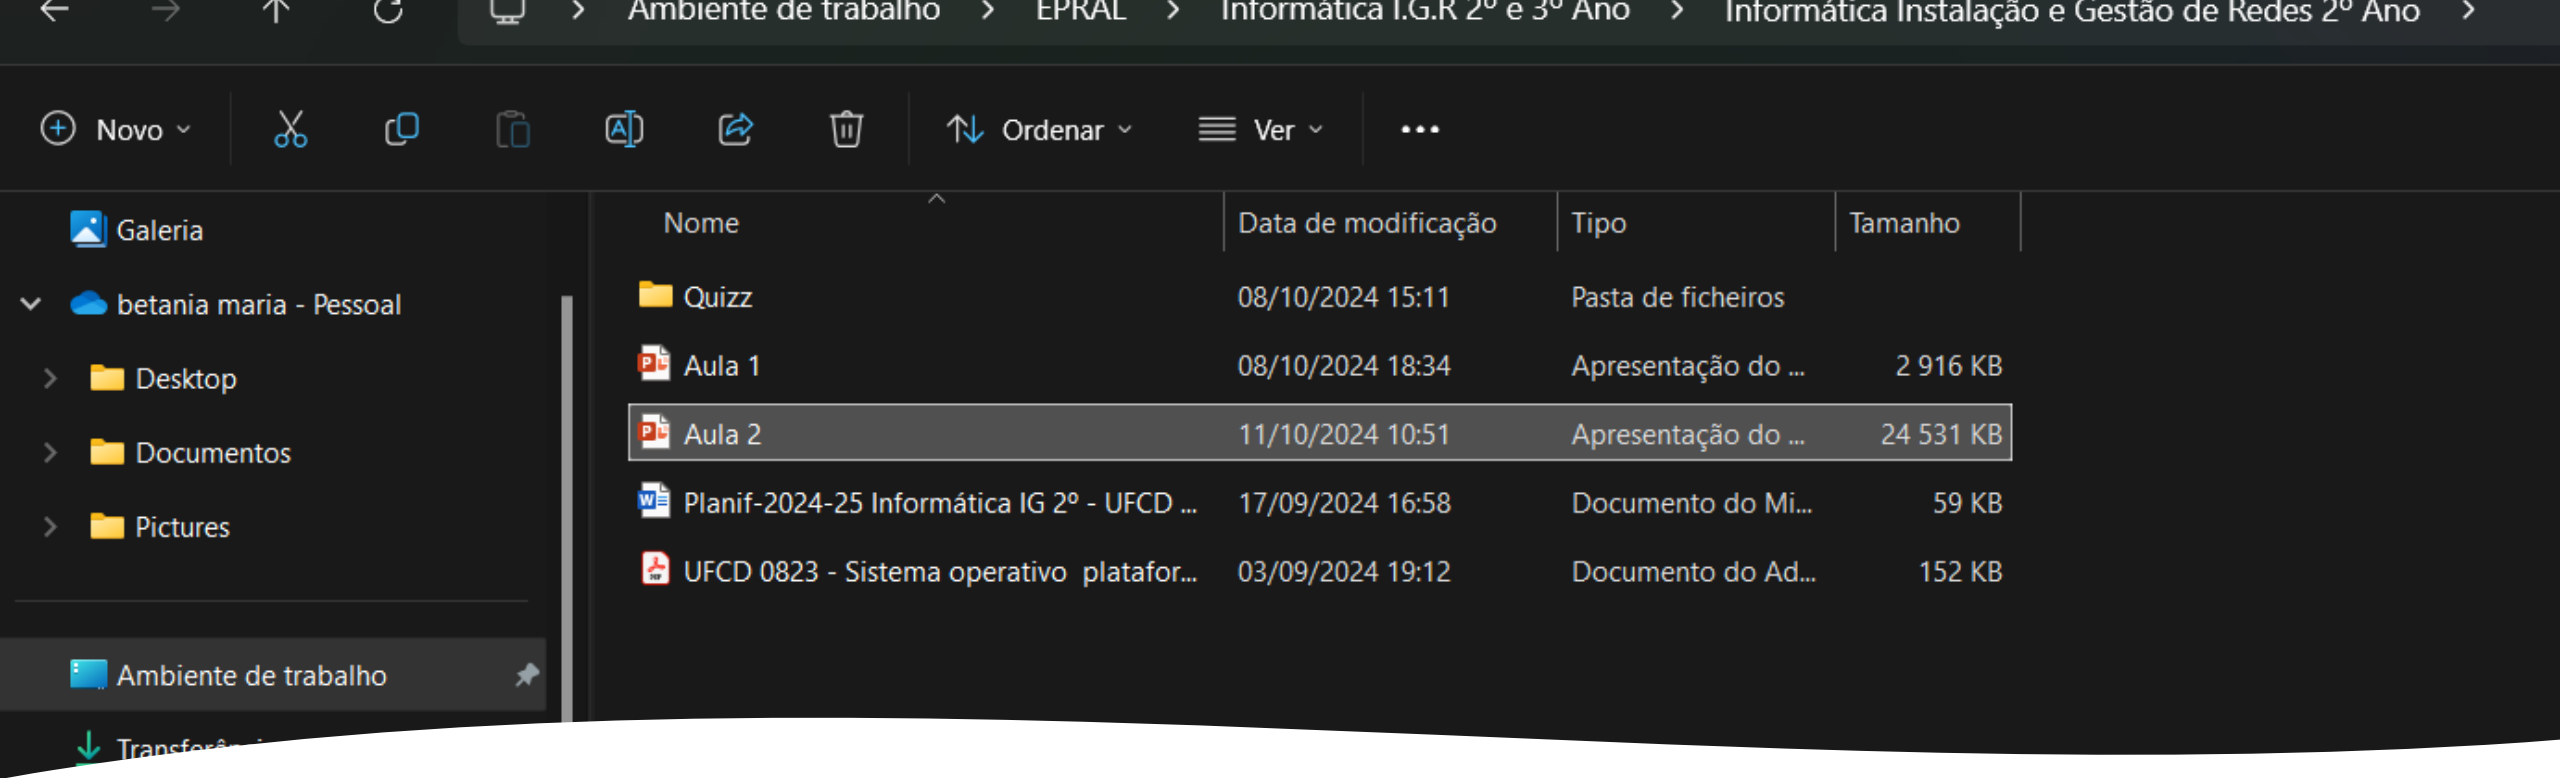 Ambiente de trabalho > EPRAL > Informática I.G.R 2º e 3º Ano > Informática Instalação e Gestão de Redes 2º Ano >
Novo Ordenar Ver ...
Galeria
betania maria - Pessoal
Desktop
Documentos
Pictures
Ambiente de trabalho
Nome Data de modificação Tipo Tamanho
Quizz 08/10/2024 15:11 Pasta de ficheiros
Aula 1 08/10/2024 18:34 Apresentação do ... 2 916 KB
Aula 2 11/10/2024 10:51 Apresentação do ... 24 531 KB
Planif-2024-25 Informática IG 2º - UFCD ... 17/09/2024 16:58 Documento do Mi... 59 KB
UFCD 0823 - Sistema operativo platafor... 03/09/2024 19:12 Documento do Ad... 152 KB